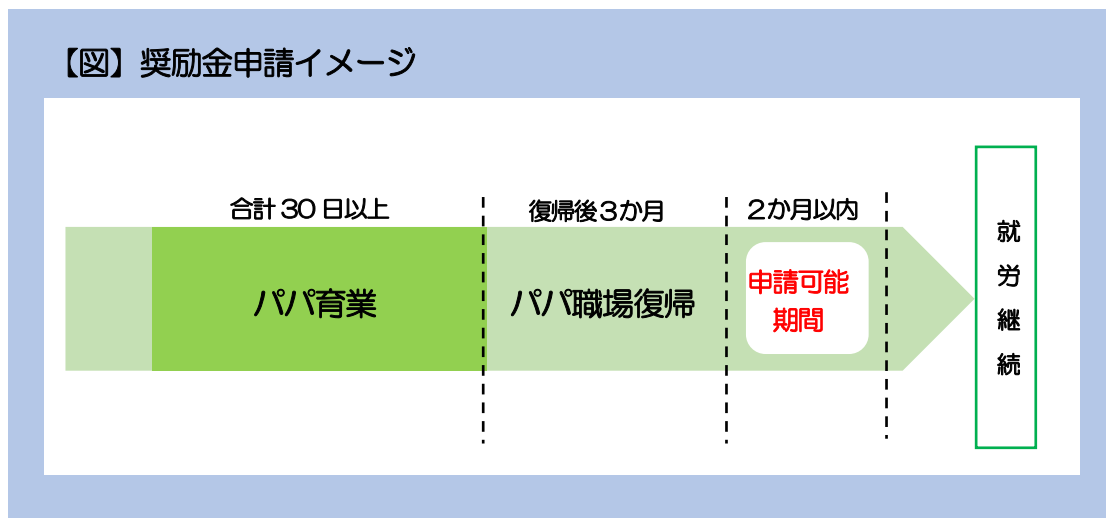 【図】奨励金申請イメージ
合計30日以上
復帰後3か月
2か月以内
パパ育業
パパ職場復帰
申請可能
期間
就労継続